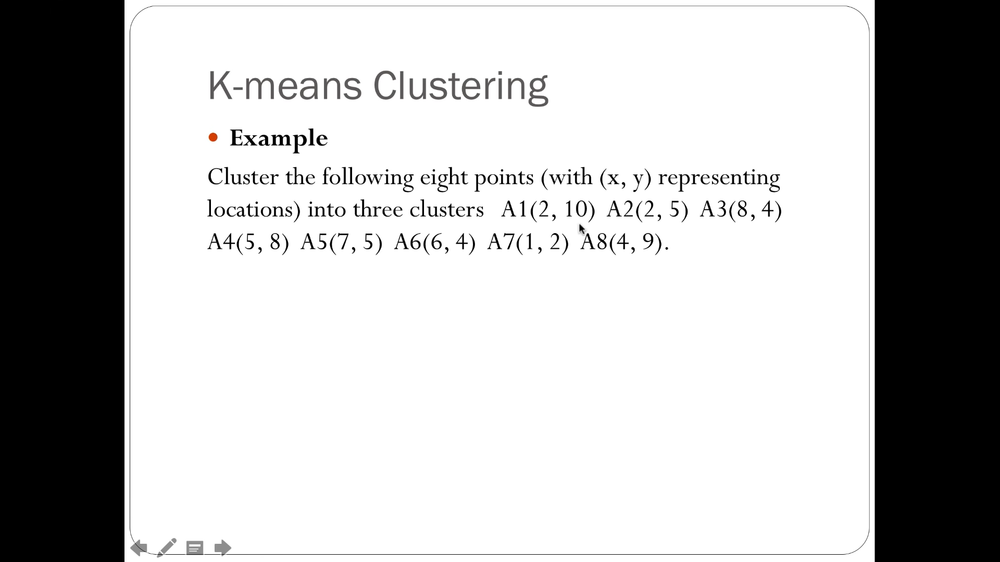 K-means Clustering
• Example
Cluster the following eight points (with (x, y) representing
locations) into three clusters A1(2, 10) A2(2, 5) A3(8, 4)
A4(5, 8) A5(7, 5) A6(6, 4) A7(1, 2) A8(4, 9).